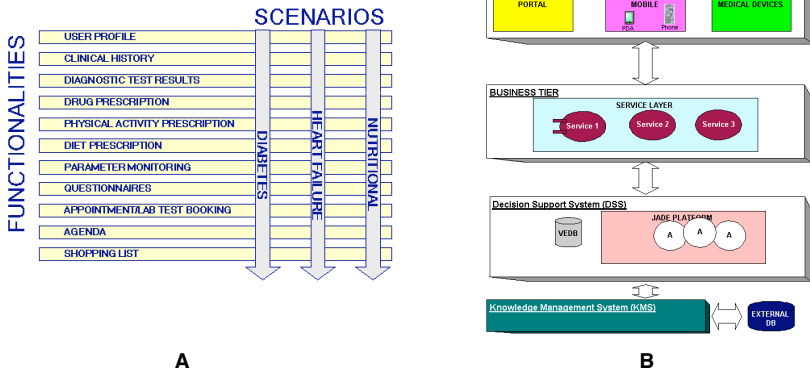 SCENARIOS
FUNCTIONALITIES
USER PROFILE
CLINICAL HISTORY
DIAGNOSTIC TEST RESULTS
DRUG PRESCRIPTION
PHYSICAL ACTIVITY PRESCRIPTION
DIET PRESCRIPTION
PARAMETER MONITORING
QUESTIONNAIRES
APPOINTMENT/LAB TEST BOOKING
AGENDA
SHOPPING LIST
DIABETES
HEART FAILURE
NUTRITIONAL
A
PORTAL
MOBILE
PDA
Phone
MEDICAL DEVICES
BUSINESS TIER
SERVICE LAYER
Service 1
Service 2
Service 3
Decision Support System (DSS)
JADE PLATFORM
VEDB
A
A
A
Knowledge Management System (KMS)
EXTERNAL
DB
B